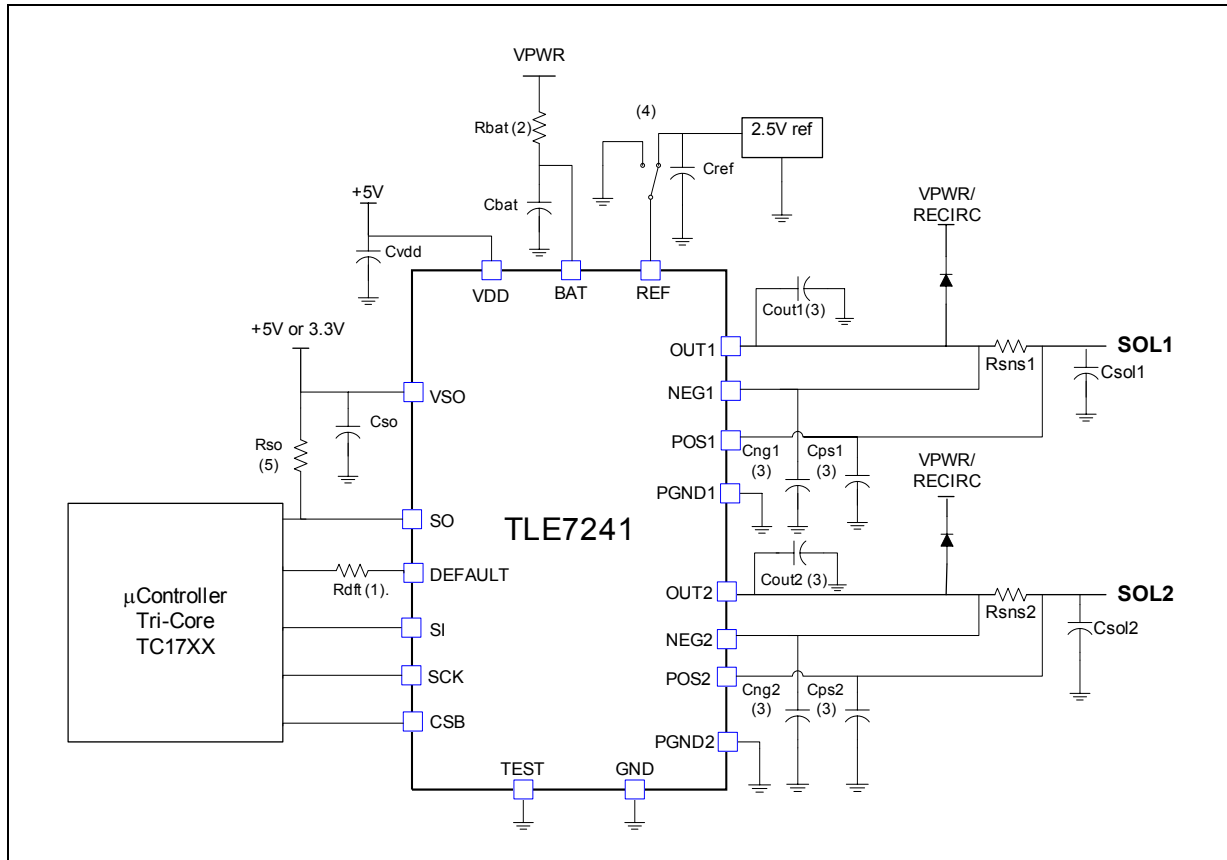 VPWR
(4)
Rbat (2)
2.5V ref
Cref
+5V
Cbat
VPWR/
RECIRC
Cvdd
VDD
BAT
REF
Cout1(3)
+5V or 3.3V
OUT1
Rsns1
SOL1
Csol1
NEG1
VSO
Cso
Rso
(5)
POS1
Cng1
(3)
Cps1
(3)
VPWR/
RECIRC
PGND1
SO
TLE7241
Cout2 (3)
DEFAULT
Rdft (1).
OUT2
Rsns2
SOL2
Csol2
μController
Tri-Core
TC17XX
SI
NEG2
SCK
POS2
Cng2
(3)
Cps2
(3)
CSB
PGND2
TEST
GND